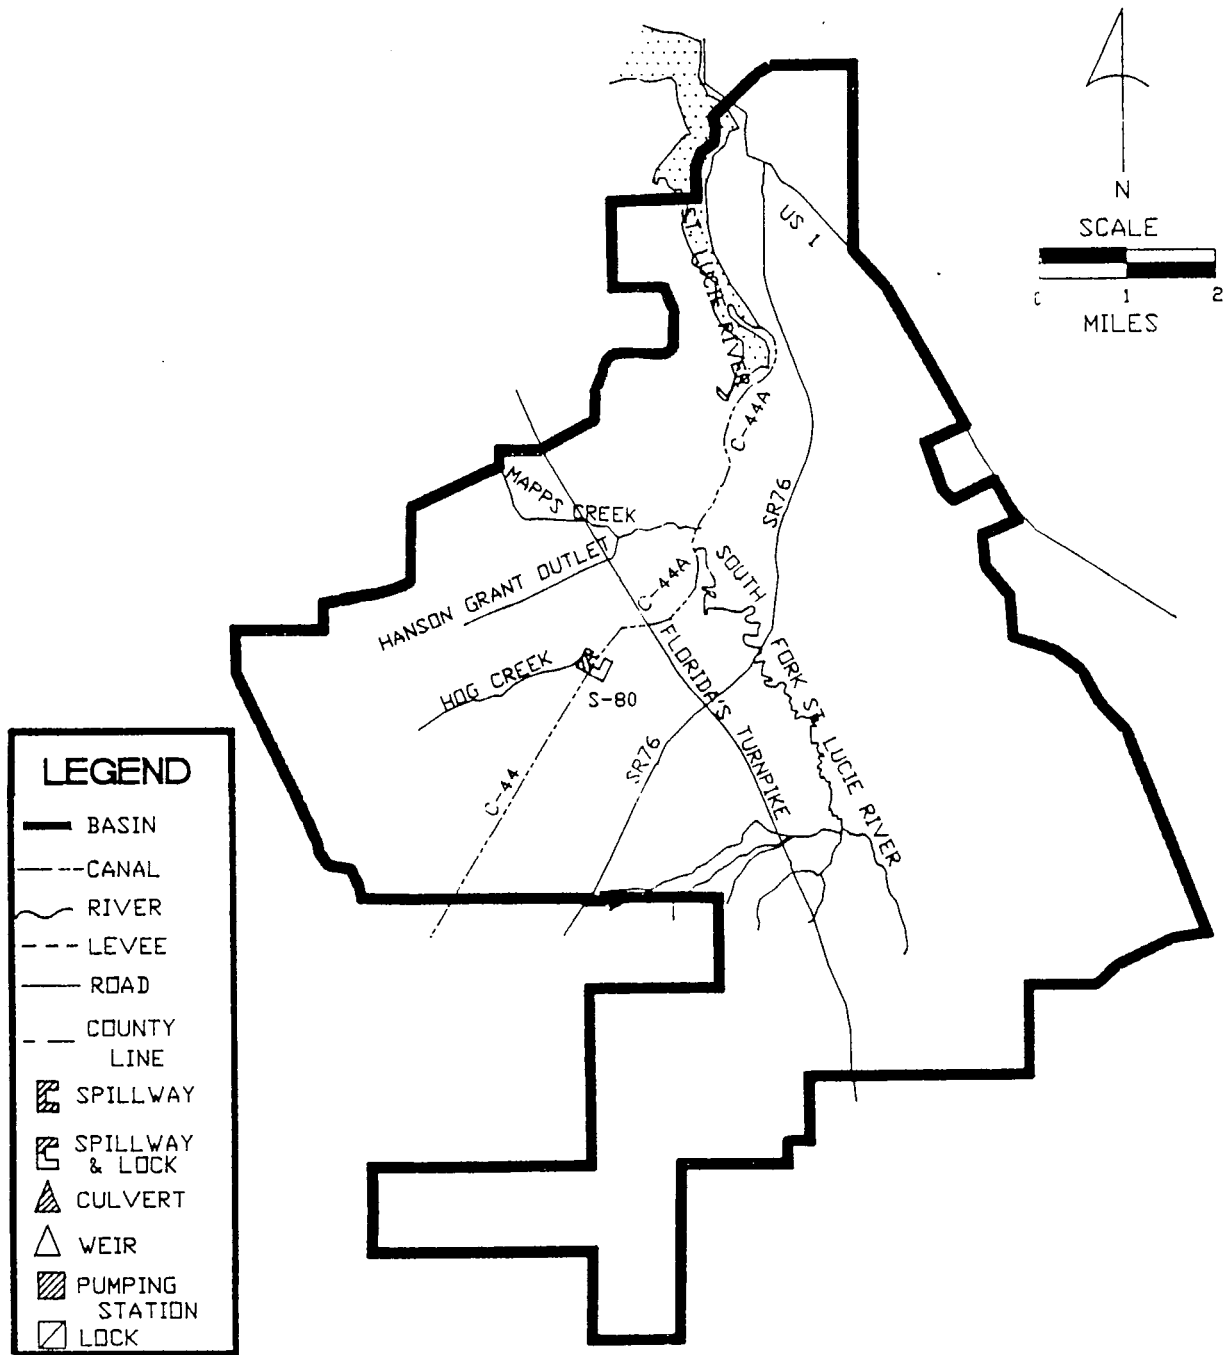 N
SCALE
0 1 2
MILES
US 1
ST. LUCIE RIVER
C-44A
SR76
MAPPS CREEK
HANSON GRANT OUTLET
C-44A
SOUTH FORK ST. LUCIE RIVER
HOG CREEK
S-80
FLORIDA'S TURNPIKE
C-44
SR76
LEGEND
BASIN
CANAL
RIVER
LEVEE
ROAD
COUNTY
LINE
SPILLWAY
SPILLWAY
& LOCK
CULVERT
WEIR
PUMPING
STATION
LOCK